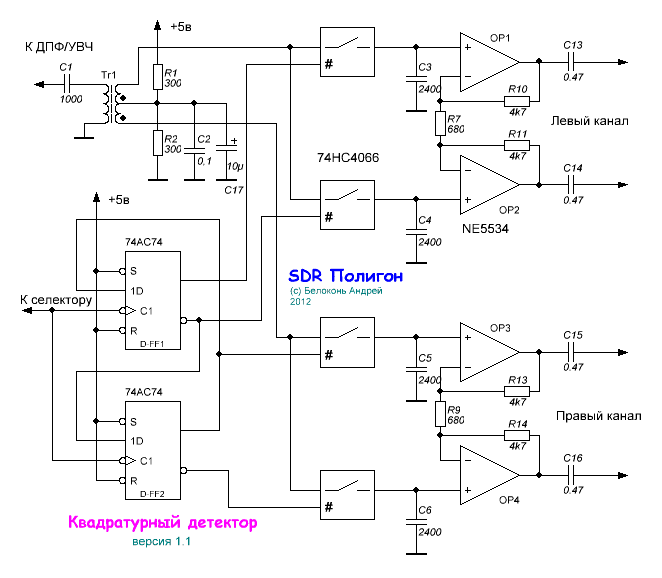 +5в
К ДПФ/УВЧ
C1
1000
Tr1
R1
300
R2
300
C2
0,1
+
10μ
C17
#
74HC4066
#
C3
2400
+
−
OP1
R10
4k7
C13
0.47
R7
680
R11
4k7
Левый канал
−
+
OP2
C14
0.47
NE5534
C4
2400
+5в
74AC74
S
1D
C1
R
D-FF1
К селектору
SDR Полигон
(c) Белоконь Андрей
2012
74AC74
S
1D
C1
R
D-FF2
#
#
C5
2400
+
−
OP3
R13
4k7
C15
0.47
R9
680
R14
4k7
Правый канал
−
+
OP4
C16
0.47
C6
2400
Квадратурный детектор
версия 1.1